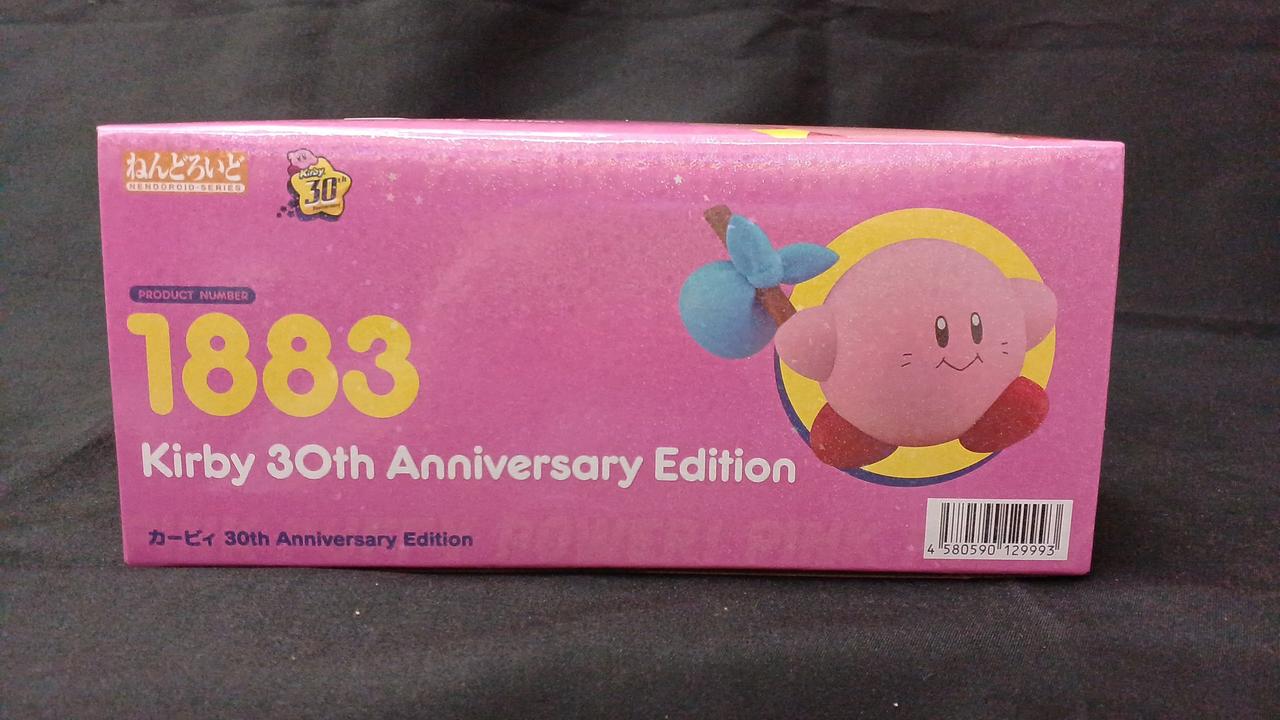 ねんどろいど
NENDOROID-SERIES
Kirby
30th
Anniversary
PRODUCT NUMBER
1883
Kirby 30th Anniversary Edition
カービィ 30th Anniversary Edition
4 580590 129993